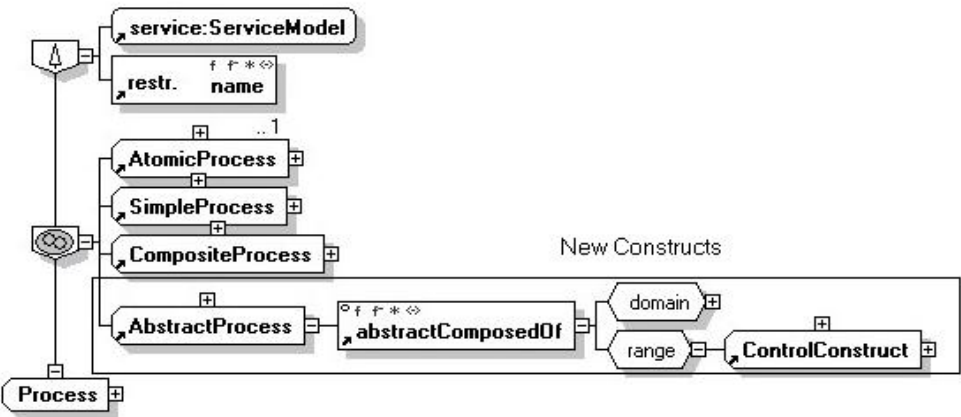 service:ServiceModel
restr. name
..1
AtomicProcess
SimpleProcess
CompositeProcess
New Constructs
AbstractProcess
abstractComposedOf
domain
range
ControlConstruct
Process